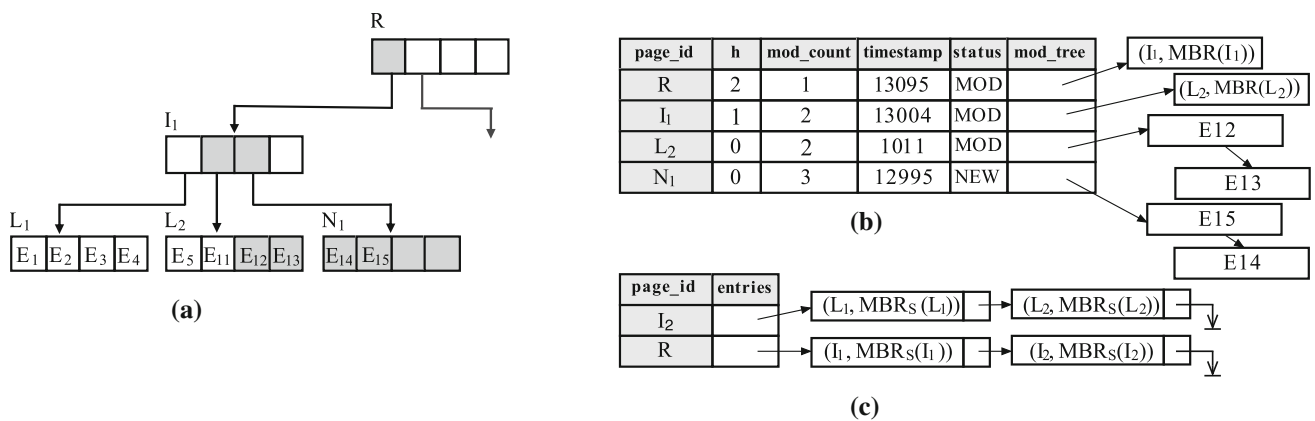 R
I1
L1 L2 N1
E1 E2 E3 E4 E5 E11 E12 E13 E14 E15
(a)
page_id h mod_count timestamp status mod_tree
R 2 1 13095 MOD
I1 1 2 13004 MOD
L2 0 2 1011 MOD
N1 0 3 12995 NEW
(I1, MBR(I1))
(L2, MBR(L2))
E12
E13
E15
E14
(b)
page_id entries
I2 (L1, MBRS (L1)) (L2, MBRS(L2))
R (I1, MBRS(I1)) (I2, MBRS(I2))
(c)